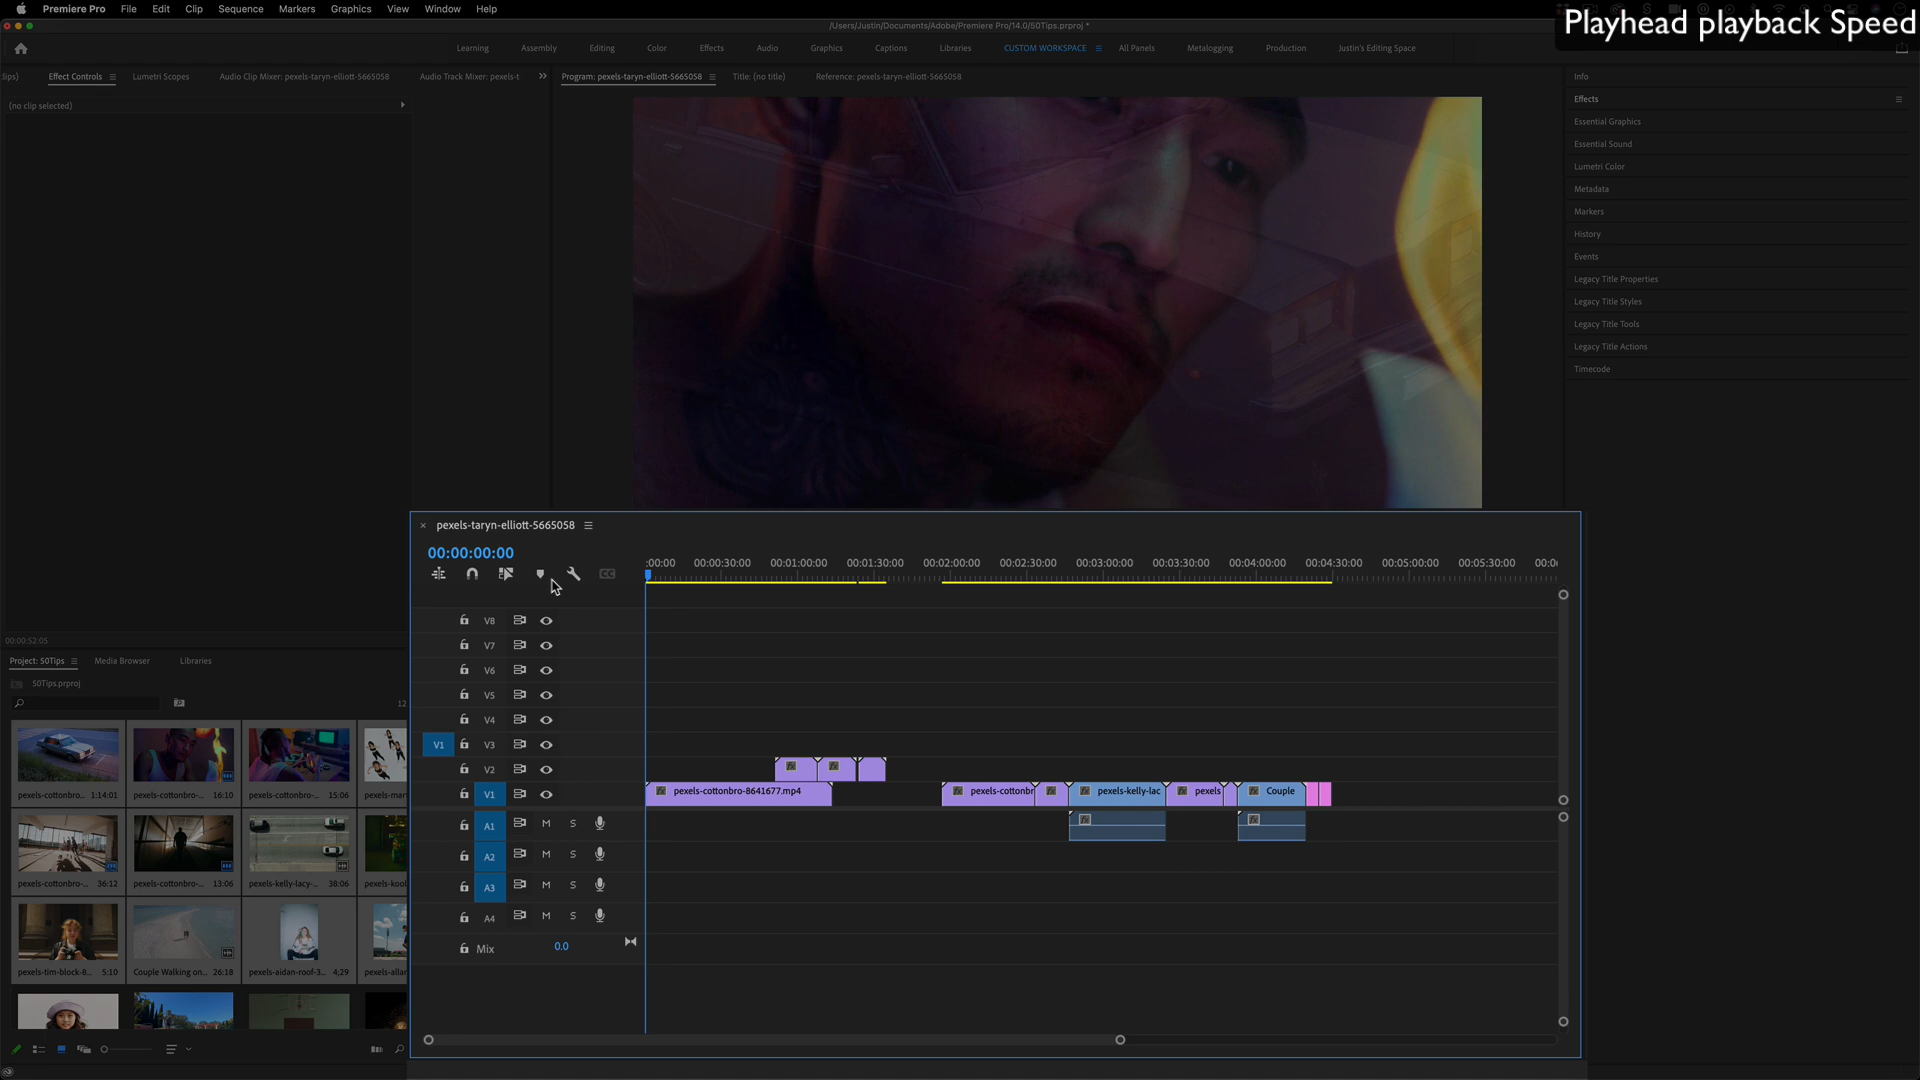 Premiere Pro File Edit Clip Sequence Markers Graphics View Window Help
Playhead playback Speed
/Users/Justin/Documents/Adobe/Premiere Pro/14.0/50Tips.prproj *
Learning Assembly Editing Color Effects Audio Graphics Captions Libraries CUSTOM WORKSPACE All Panels Metalogging Production Justin's Editing Space
lips) Effect Controls Lumetri Scopes Audio Clip Mixer: pexels-taryn-elliott-5665058 Audio Track Mixer: pexels-t
Program: pexels-taryn-elliott-5665058 Title: (no title) Reference: pexels-taryn-elliott-5665058
(no clip selected)
Info
Effects
Essential Graphics
Essential Sound
Lumetri Color
Metadata
Markers
History
Events
Legacy Title Properties
Legacy Title Styles
Legacy Title Tools
Legacy Title Actions
Timecode
00:00:52:05
Project: 50Tips Media Browser Libraries
50Tips.prproj
12
pexels-cottonbro-... 1:14:01
pexels-cottonbro-... 16:10
pexels-cottonbro-... 15:06
pexels-mar
pexels-cottonbro-... 36:12
pexels-cottonbro-... 13:06
pexels-kelly-lacy-... 38:06
pexels-kool
pexels-tim-block-8... 5:10
Couple Walking on... 26:18
pexels-aidan-roof-3... 4;29
pexels-allan
pexels-taryn-elliott-5665058
00:00:00:00
:00:00 00:00:30:00 00:01:00:00 00:01:30:00 00:02:00:00 00:02:30:00 00:03:00:00 00:03:30:00 00:04:00:00 00:04:30:00 00:05:00:00 00:05:30:00 00:0
CC
V8
V7
V6
V5
V4
V1 V3
V2 fx fx
V1 fx pexels-cottonbro-8641677.mp4 fx pexels-cottonbr fx fx pexels-kelly-lac fx pexels fx Couple
A1 M S fx fx
A2 M S
A3 M S
A4 M S
Mix 0.0